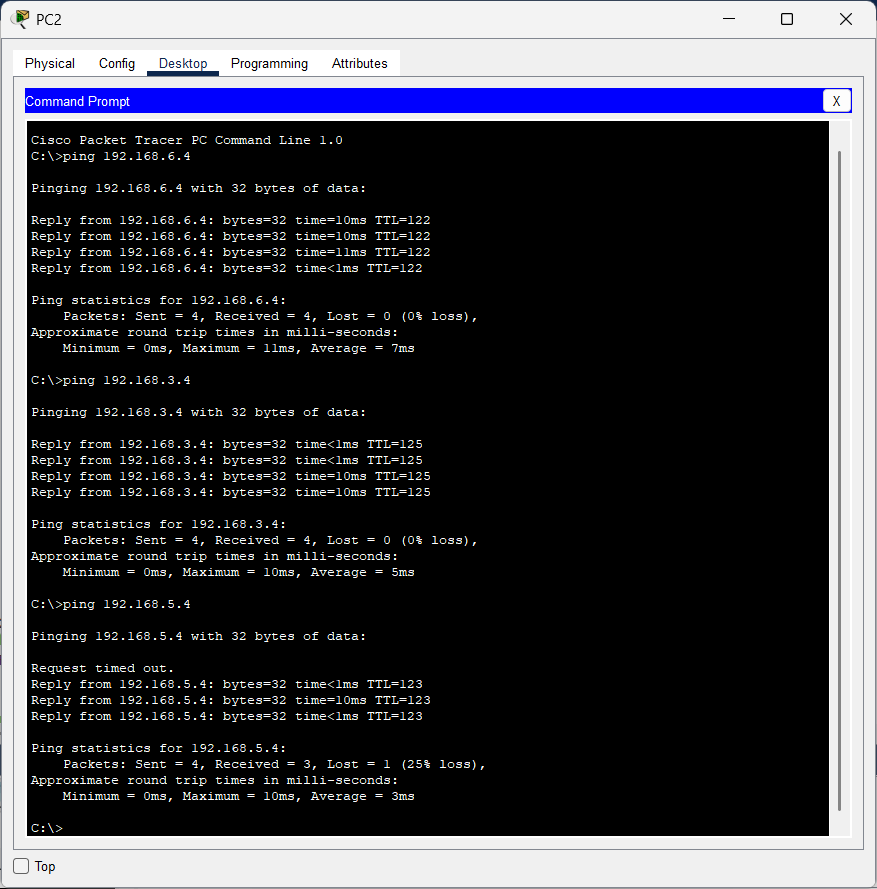 PC2
Physical Config Desktop Programming Attributes
Command Prompt X
Cisco Packet Tracer PC Command Line 1.0
C:\>ping 192.168.6.4
Pinging 192.168.6.4 with 32 bytes of data:
Reply from 192.168.6.4: bytes=32 time=10ms TTL=122
Reply from 192.168.6.4: bytes=32 time=10ms TTL=122
Reply from 192.168.6.4: bytes=32 time=11ms TTL=122
Reply from 192.168.6.4: bytes=32 time<1ms TTL=122
Ping statistics for 192.168.6.4:
Packets: Sent = 4, Received = 4, Lost = 0 (0% loss),
Approximate round trip times in milli-seconds:
Minimum = 0ms, Maximum = 11ms, Average = 7ms
C:\>ping 192.168.3.4
Pinging 192.168.3.4 with 32 bytes of data:
Reply from 192.168.3.4: bytes=32 time<1ms TTL=125
Reply from 192.168.3.4: bytes=32 time<1ms TTL=125
Reply from 192.168.3.4: bytes=32 time=10ms TTL=125
Reply from 192.168.3.4: bytes=32 time=10ms TTL=125
Ping statistics for 192.168.3.4:
Packets: Sent = 4, Received = 4, Lost = 0 (0% loss),
Approximate round trip times in milli-seconds:
Minimum = 0ms, Maximum = 10ms, Average = 5ms
C:\>ping 192.168.5.4
Pinging 192.168.5.4 with 32 bytes of data:
Request timed out.
Reply from 192.168.5.4: bytes=32 time<1ms TTL=123
Reply from 192.168.5.4: bytes=32 time=10ms TTL=123
Reply from 192.168.5.4: bytes=32 time<1ms TTL=123
Ping statistics for 192.168.5.4:
Packets: Sent = 4, Received = 3, Lost = 1 (25% loss),
Approximate round trip times in milli-seconds:
Minimum = 0ms, Maximum = 10ms, Average = 3ms
C:\>
Top